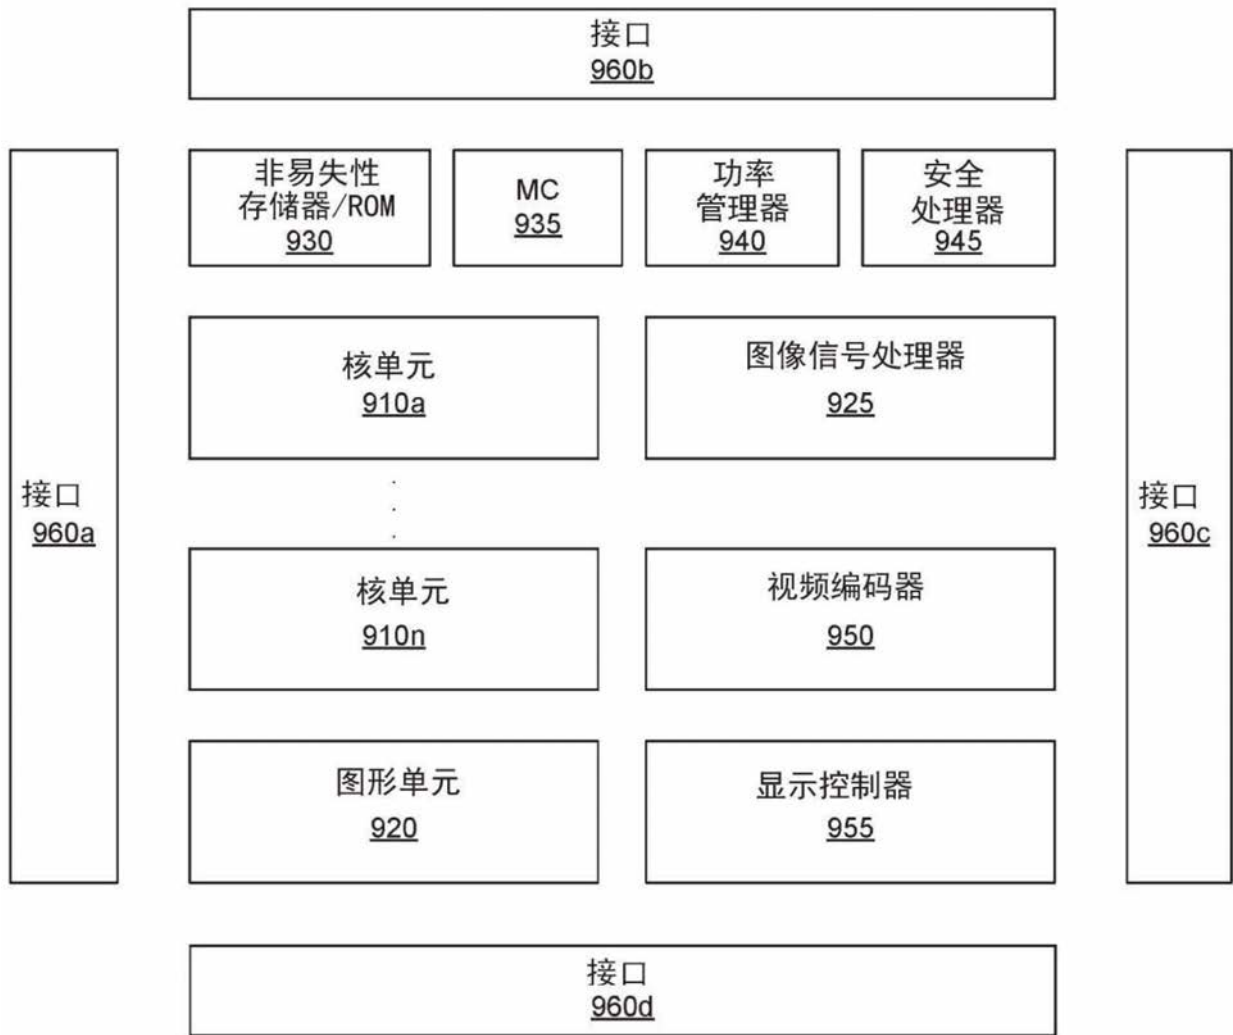 接口
960b
非易失性
存储器/ROM
930
MC
935
功率
管理器
940
安全
处理器
945
核单元
910a
图像信号处理器
925
接口
960a
接口
960c
核单元
910n
视频编码器
950
图形单元
920
显示控制器
955
接口
960d